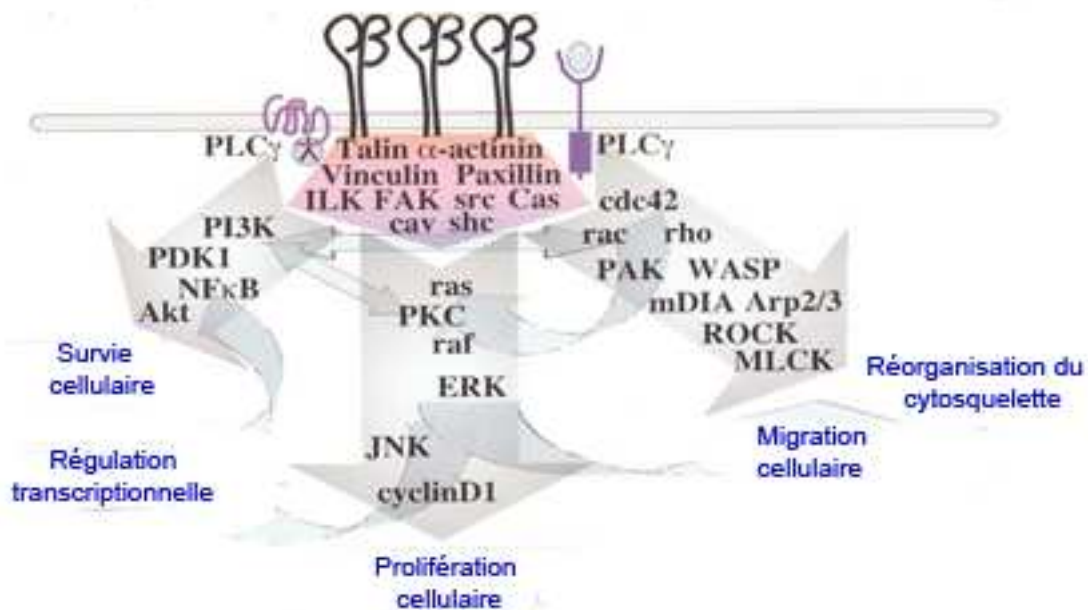 PLCγ
Talin α-actinin
PLCγ
Vinculin Paxillin
ILK FAK src Cas
cav shc
PI3K
PDK1
NFκB
Akt
Survie
cellulaire
Régulation
transcriptionnelle
ras
PKC
raf
ERK
JNK
cyclinD1
Prolifération
cellulaire
cdc42
rac rho
PAK WASP
mDIA Arp2/3
ROCK
MLCK
Réorganisation du
cytosquelette
Migration
cellulaire